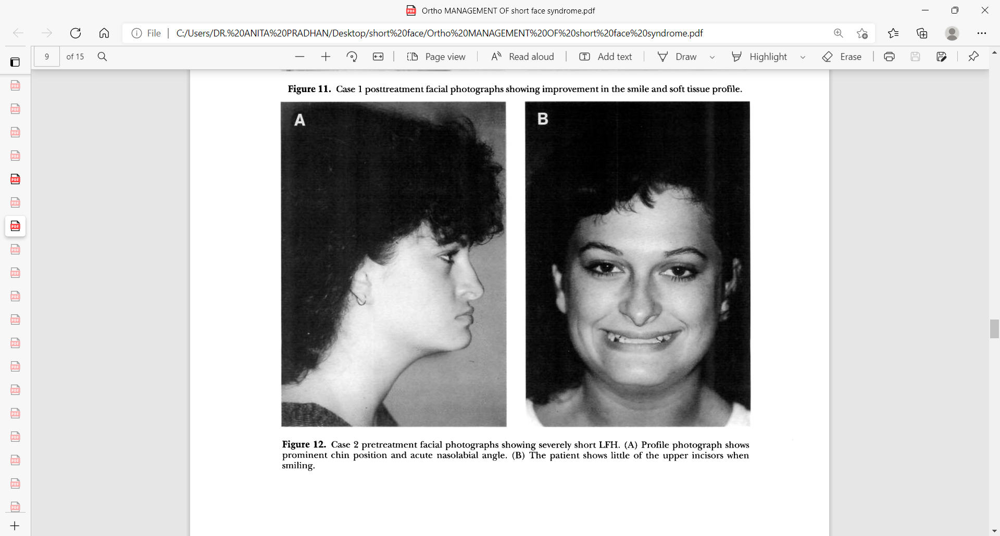 Ortho MANAGEMENT OF short face syndrome.pdf
File
C:/Users/DR.%20ANITA%20PRADHAN/Desktop/short%20face/Ortho%20MANAGEMENT%20OF%20short%20face%20syndrome.pdf
9 of 15
Page view
Read aloud
Add text
Draw
Highlight
Erase
Figure 11. Case 1 posttreatment facial photographs showing improvement in the smile and soft tissue profile.
A
B
Figure 12. Case 2 pretreatment facial photographs showing severely short LFH. (A) Profile photograph shows
prominent chin position and acute nasolabial angle. (B) The patient shows little of the upper incisors when
smiling.